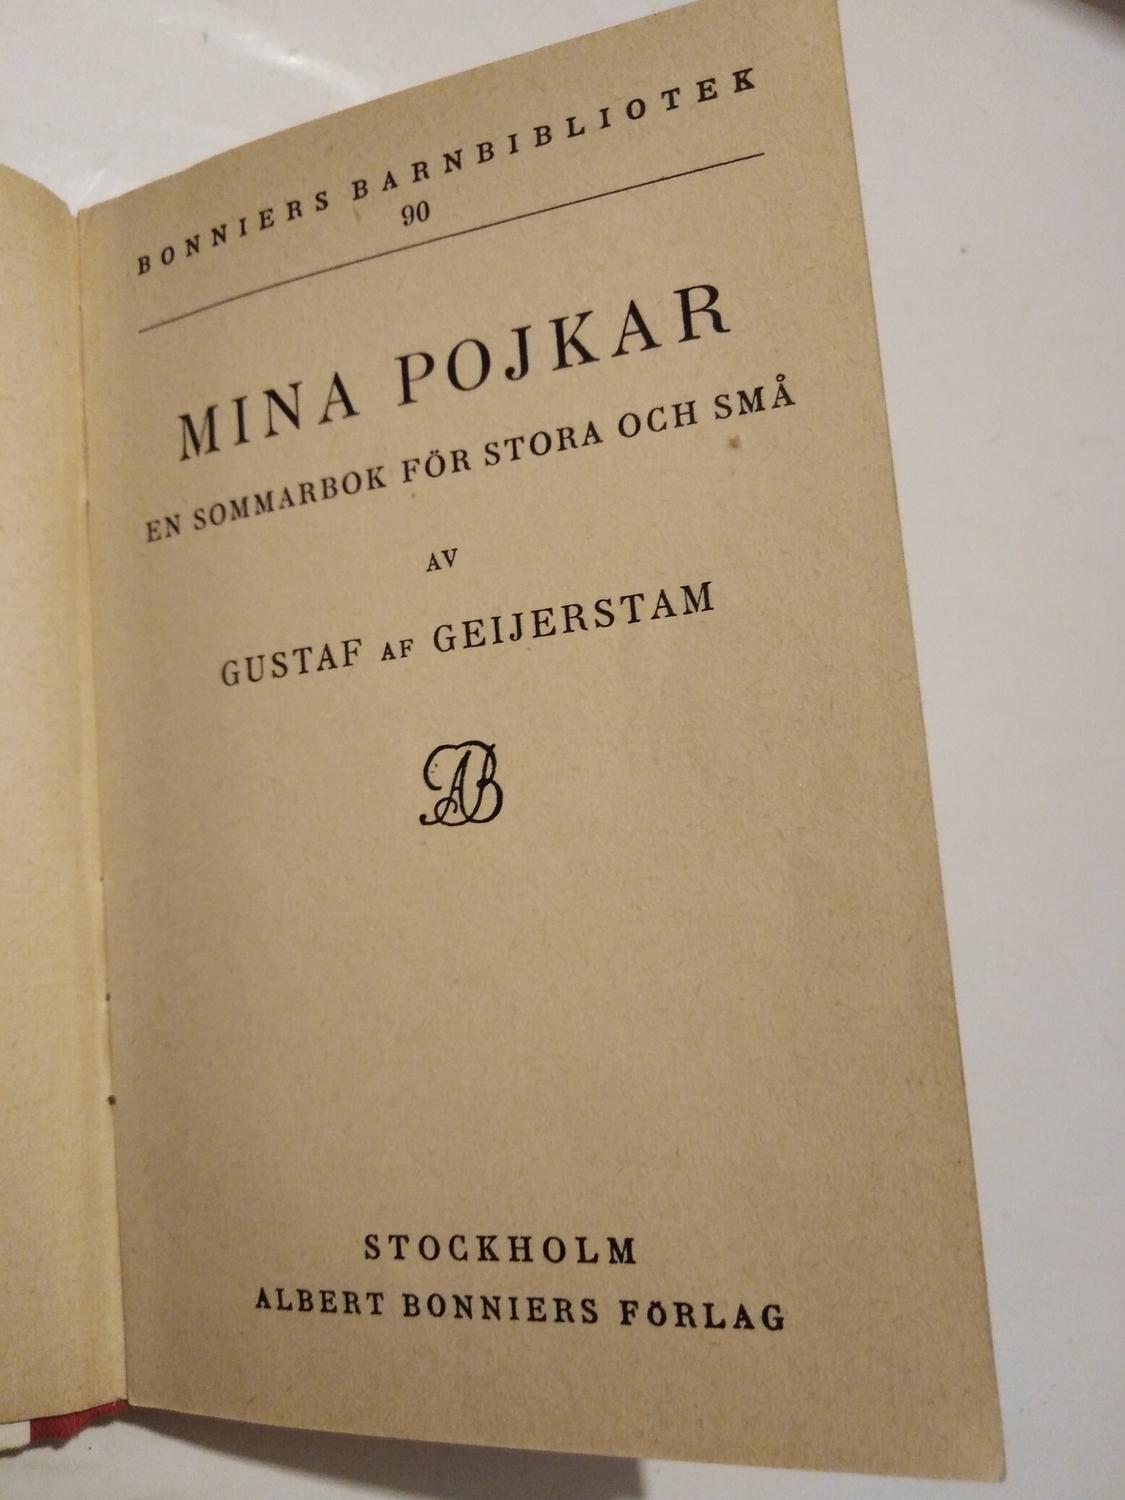 BONNIERS BARNBIBLIOTEK
90
MINA POJKAR
EN SOMMARBOK FÖR STORA OCH SMÅ
AV
GUSTAF AF GEIJERSTAM
AB
STOCKHOLM
ALBERT BONNIERS FÖRLAG